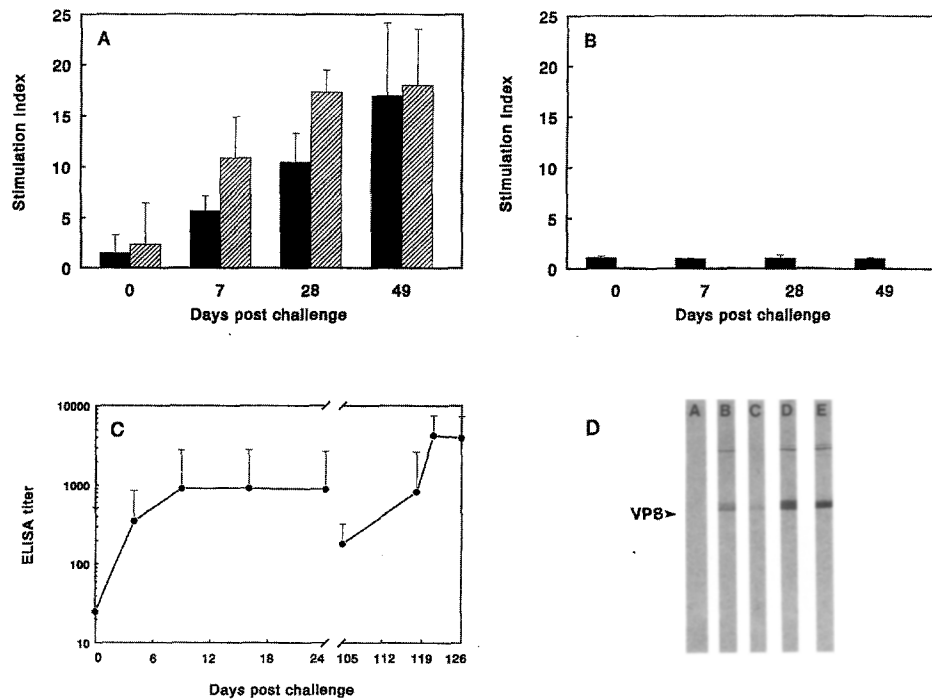 A
Stimulation Index
25
20
15
10
5
0
0 7 28 49
Days post challenge
B
Stimulation Index
25
20
15
10
5
0
0 7 28 49
Days post challenge
C
ELISA titer
10000
1000
100
10
0 6 12 18 24 105 112 119 126
Days post challenge
D
A B C D E
VP8